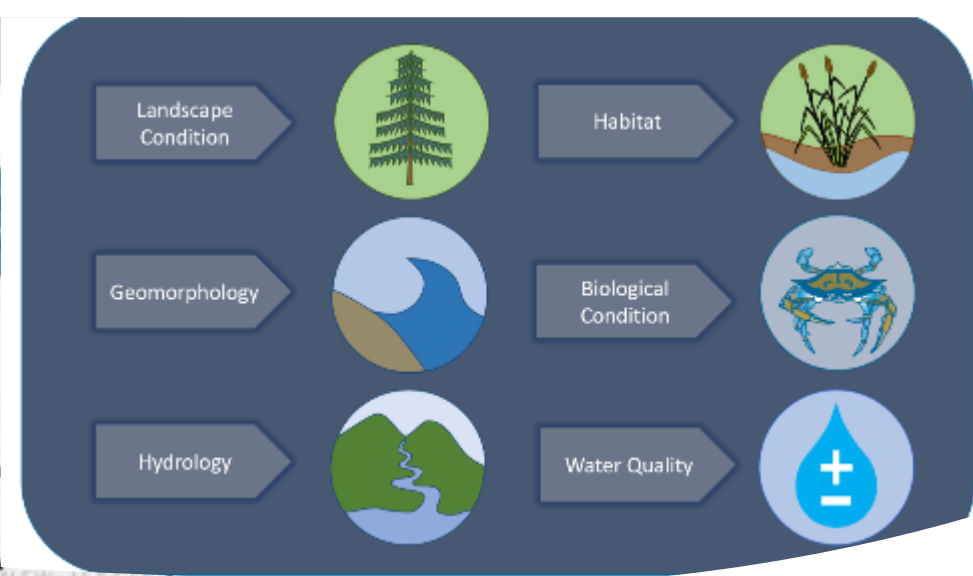 Landscape
Condition
Habitat
Geomorphology
Biological
Condition
Hydrology
Water Quality